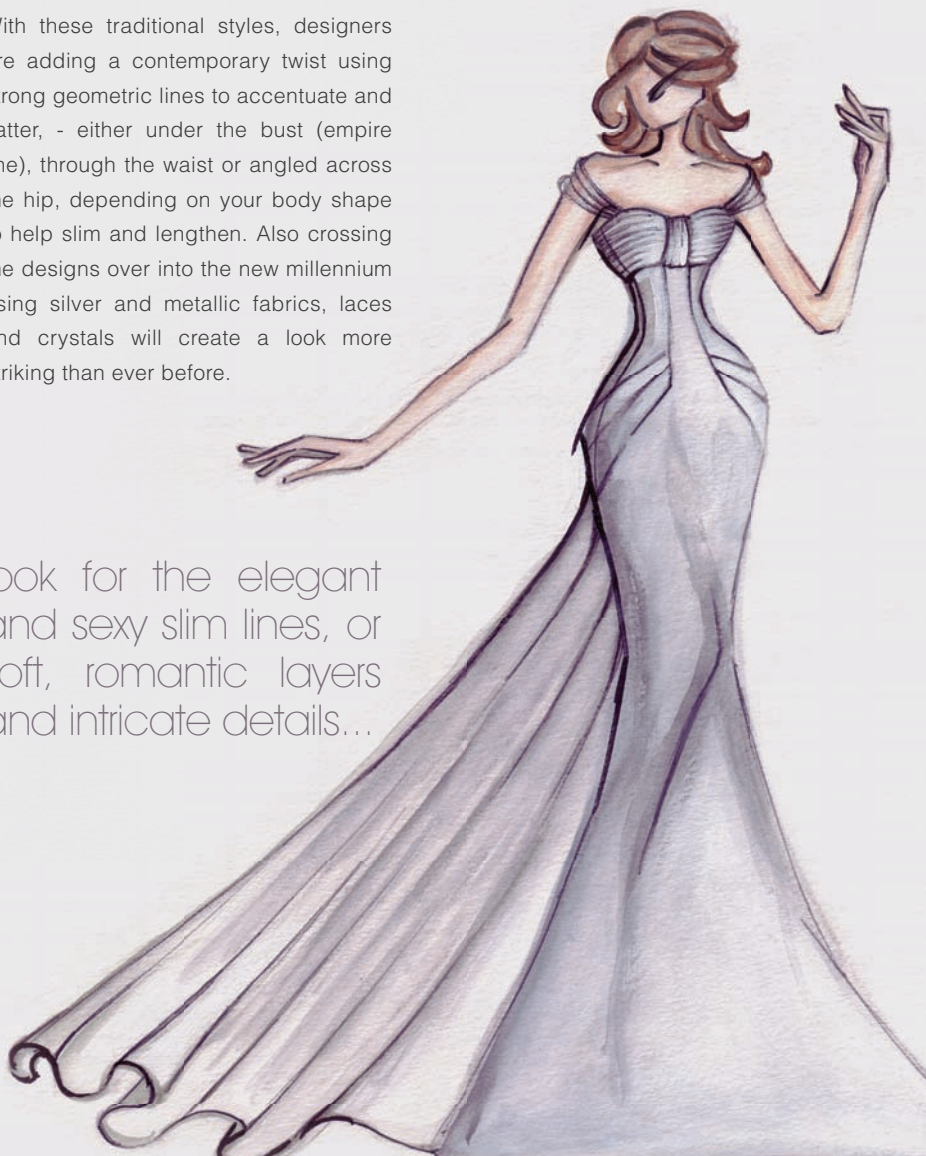 ith these traditional styles, designers
re adding a contemporary twist using
trong geometric lines to accentuate and
atter, - either under the bust (empire
ne), through the waist or angled across
he hip, depending on your body shape
o help slim and lengthen. Also crossing
he designs over into the new millennium
sing silver and metallic fabrics, laces
nd crystals will create a look more
triking than ever before.
ook for the elegant
and sexy slim lines, or
oft, romantic layers
and intricate details...